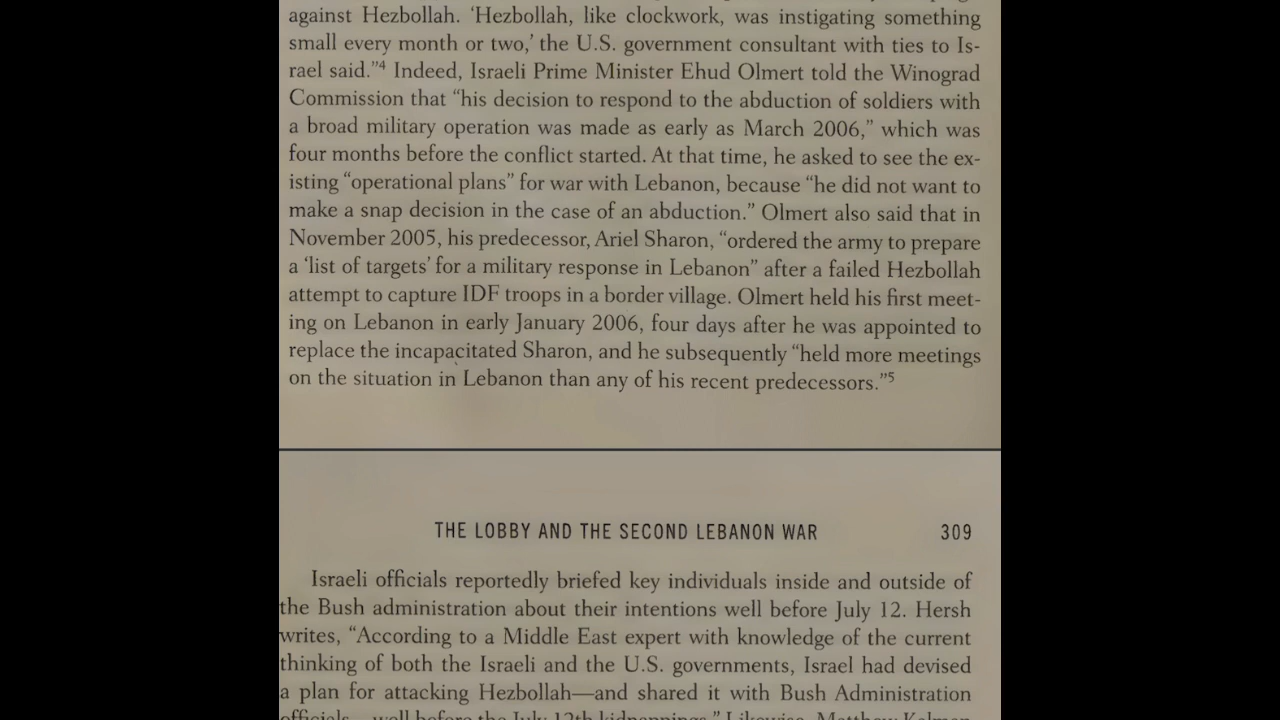 against Hezbollah. ‘Hezbollah, like clockwork, was instigating something
small every month or two,’ the U.S. government consultant with ties to Is-
rael said.”4 Indeed, Israeli Prime Minister Ehud Olmert told the Winograd
Commission that “his decision to respond to the abduction of soldiers with
a broad military operation was made as early as March 2006,” which was
four months before the conflict started. At that time, he asked to see the ex-
isting “operational plans” for war with Lebanon, because “he did not want to
make a snap decision in the case of an abduction.” Olmert also said that in
November 2005, his predecessor, Ariel Sharon, “ordered the army to prepare
a ‘list of targets’ for a military response in Lebanon” after a failed Hezbollah
attempt to capture IDF troops in a border village. Olmert held his first meet-
ing on Lebanon in early January 2006, four days after he was appointed to
replace the incapacitated Sharon, and he subsequently “held more meetings
on the situation in Lebanon than any of his recent predecessors.”5
THE LOBBY AND THE SECOND LEBANON WAR 309
Israeli officials reportedly briefed key individuals inside and outside of
the Bush administration about their intentions well before July 12. Hersh
writes, “According to a Middle East expert with knowledge of the current
thinking of both the Israeli and the U.S. governments, Israel had devised
a plan for attacking Hezbollah—and shared it with Bush Administration
officials—well before the July 12th kidnappings.” Likewise, Matthew Kalman